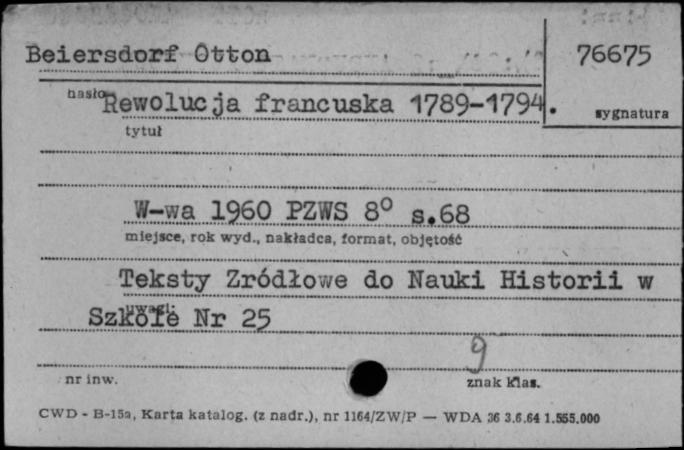 Beiersdorf Otton
76675
hasło
Rewolucja francuska 1789-1794.
sygnatura
tytuł
W-wa 1960 PZWS 8° s.68
miejsce, rok wyd., nakładca, format, objętość
Teksty Zródłowe do Nauki Historii w
uwagi:
Szkole Nr 25
9
nr inw.
znak klas.
CWD - B-15a, Karta katalog. (z nadr.), nr 1164/ZW/P — WDA 36 3.6.64 1.555.000